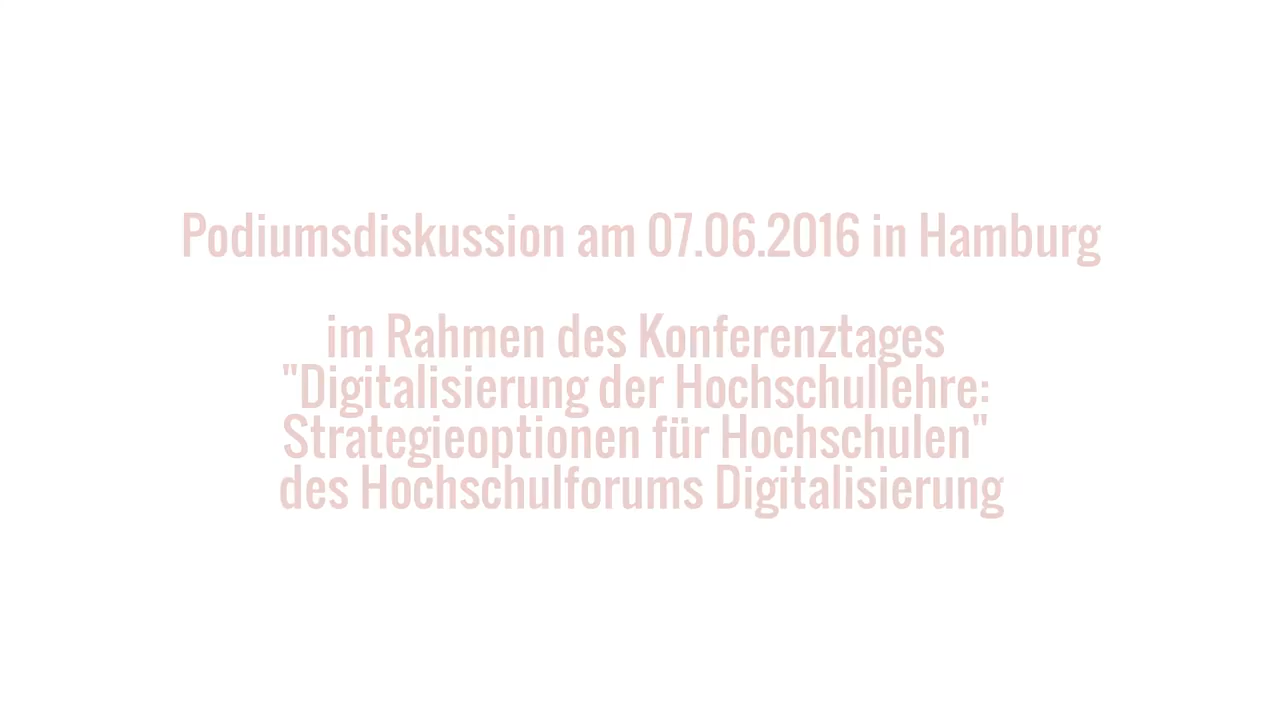 Podiumsdiskussion am 07.06.2016 in Hamburg
im Rahmen des Konferenztages
"Digitalisierung der Hochschullehre:
Strategieoptionen für Hochschulen"
des Hochschulforums Digitalisierung